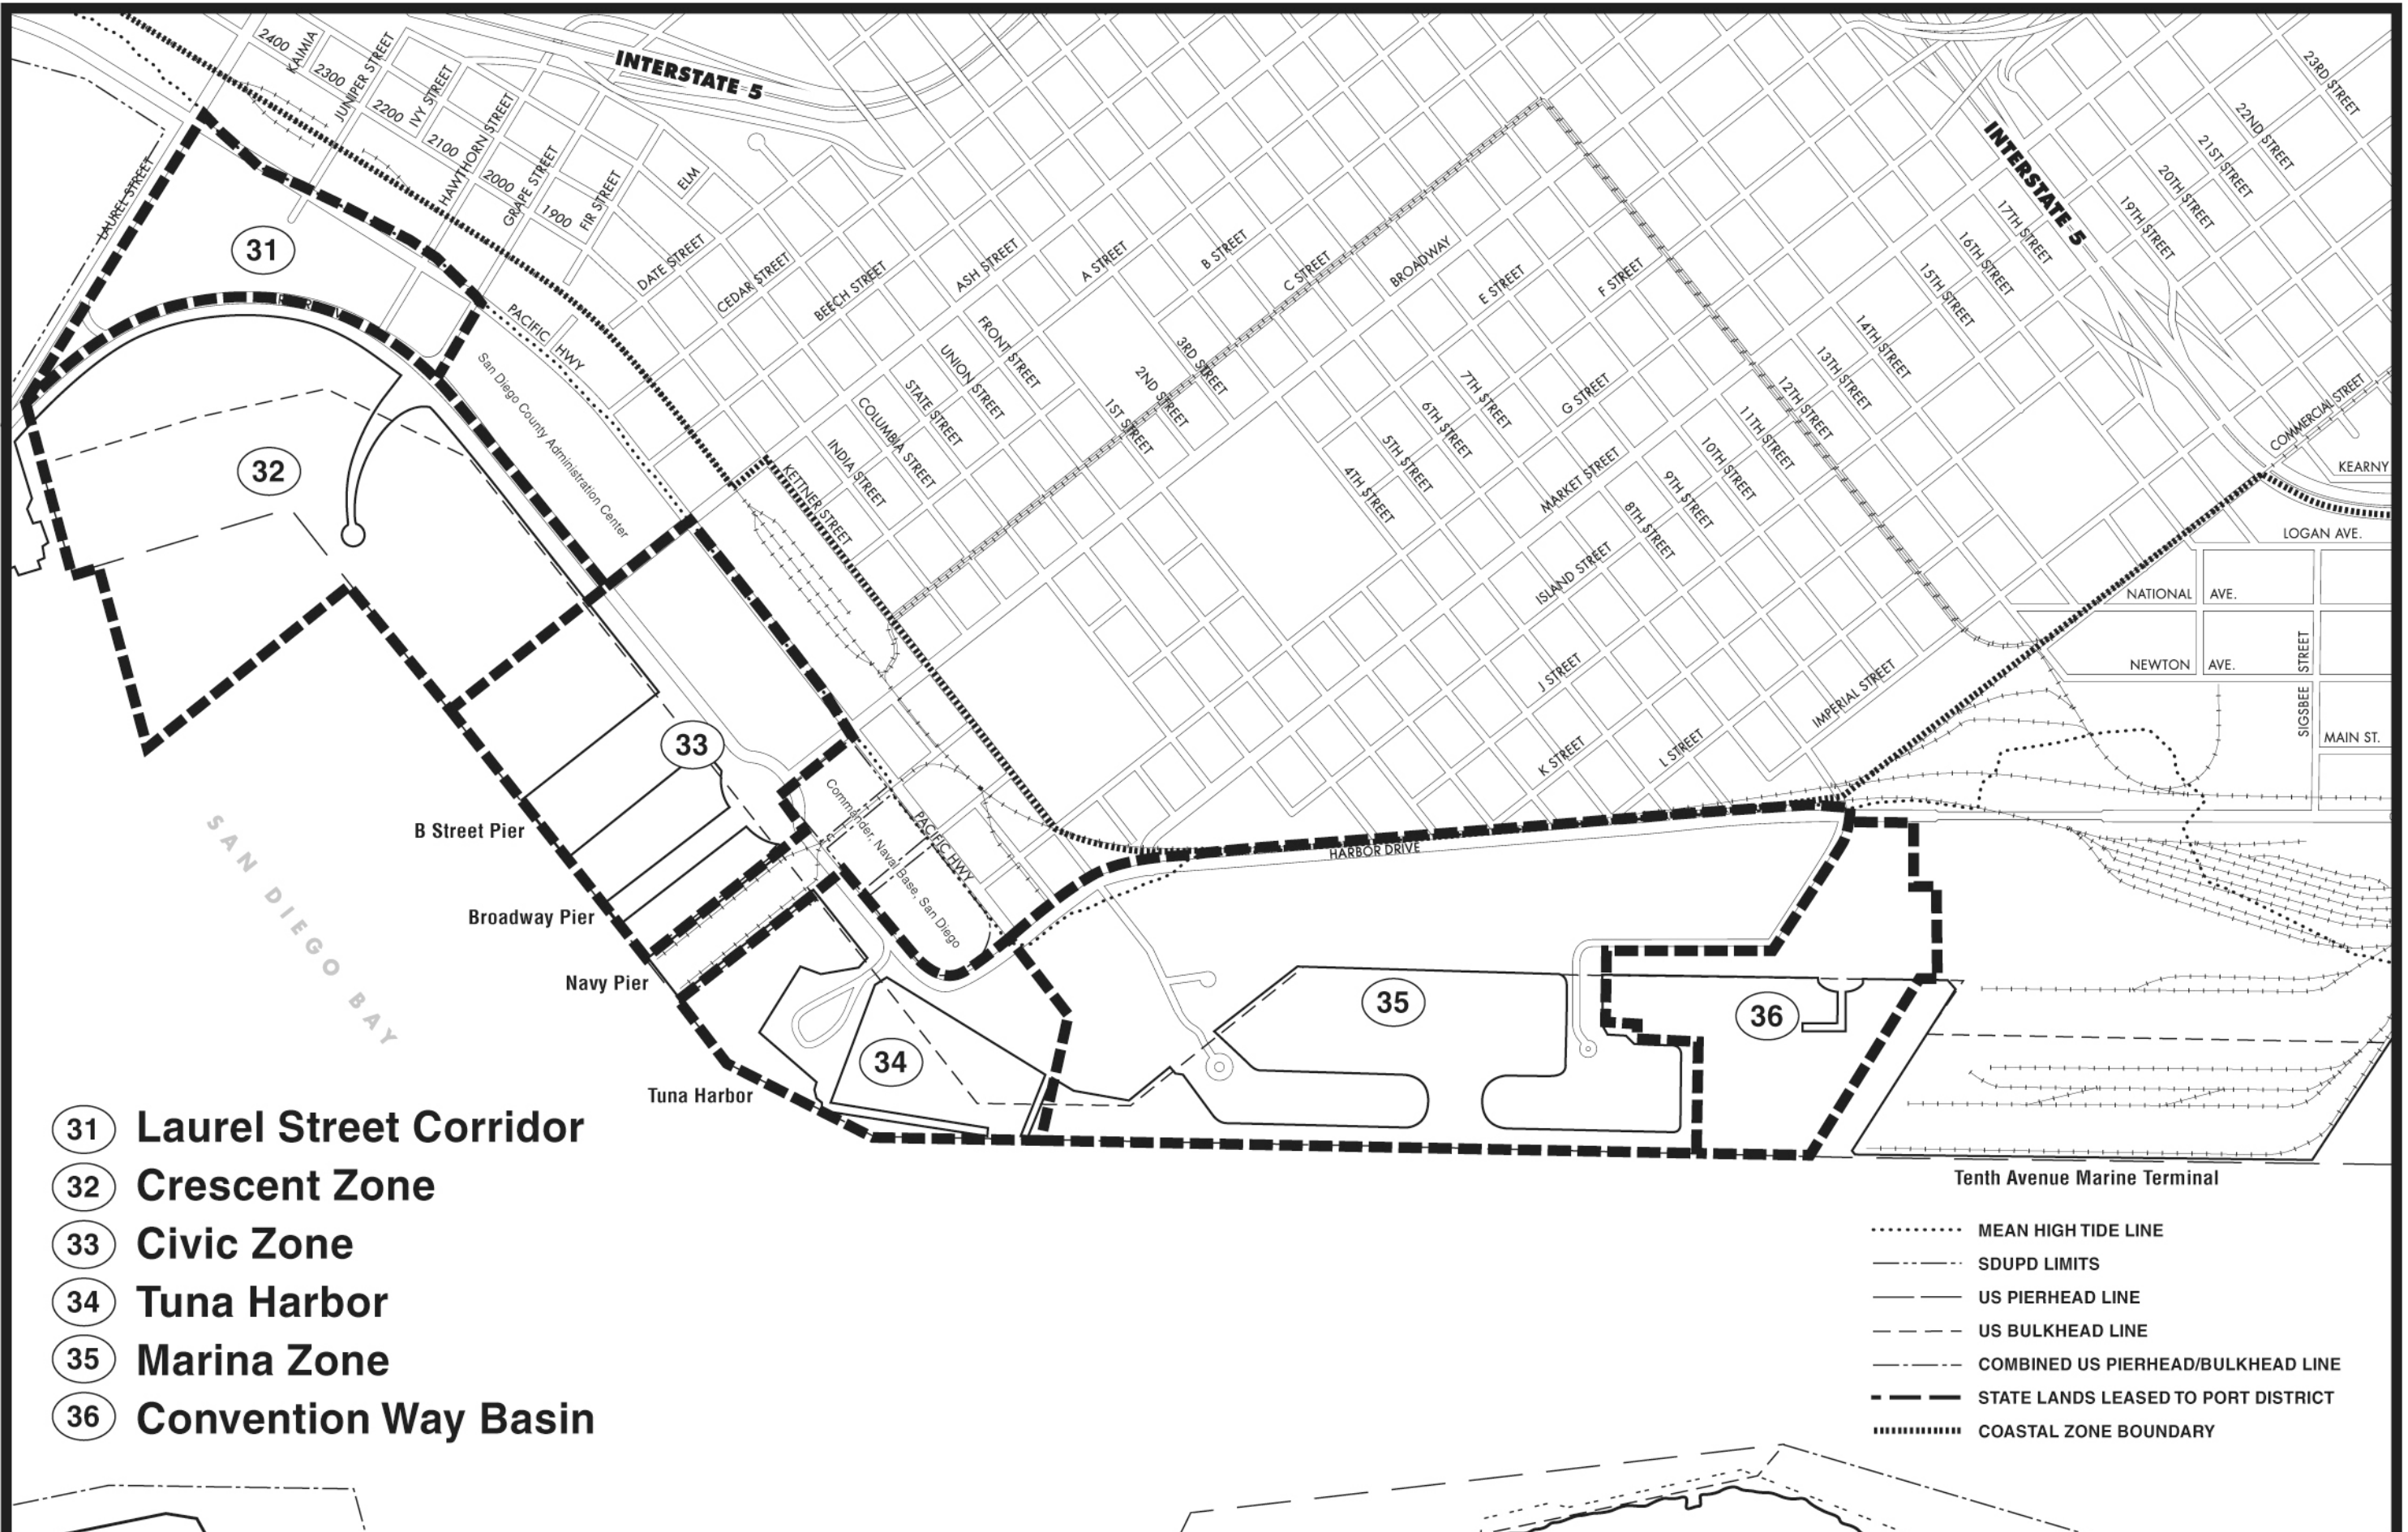 2400
KAIMIA
2300
JUNIPER STREET
2200
IVY STREET
2100
HAWTHORN STREET
2000
GRAPE STREET
1900
FIR STREET
ELM
INTERSTATE 5
INTERSTATE 5
23RD STREET
22ND STREET
21ST STREET
20TH STREET
19TH STREET
17TH STREET
16TH STREET
15TH STREET
14TH STREET
13TH STREET
12TH STREET
11TH STREET
10TH STREET
9TH STREET
8TH STREET
7TH STREET
6TH STREET
5TH STREET
4TH STREET
3RD STREET
2ND STREET
1ST STREET
FRONT STREET
UNION STREET
STATE STREET
COLUMBIA STREET
INDIA STREET
KETTNER STREET
PACIFIC HWY
LAUREL STREET
DATE STREET
CEDAR STREET
BEECH STREET
ASH STREET
A STREET
B STREET
C STREET
BROADWAY
E STREET
F STREET
G STREET
MARKET STREET
ISLAND STREET
J STREET
K STREET
L STREET
IMPERIAL STREET
COMMERCIAL STREET
KEARNY
LOGAN AVE.
NATIONAL AVE.
NEWTON AVE.
SIGSBEE STREET
MAIN ST.
HARBOR DRIVE
PACIFIC HWY
San Diego County Administration Center
Commander, Naval Base, San Diego
31
32
33
34
35
36
SAN DIEGO BAY
B Street Pier
Broadway Pier
Navy Pier
Tuna Harbor
Tenth Avenue Marine Terminal
31 Laurel Street Corridor
32 Crescent Zone
33 Civic Zone
34 Tuna Harbor
35 Marina Zone
36 Convention Way Basin
MEAN HIGH TIDE LINE
SDUPD LIMITS
US PIERHEAD LINE
US BULKHEAD LINE
COMBINED US PIERHEAD/BULKHEAD LINE
STATE LANDS LEASED TO PORT DISTRICT
COASTAL ZONE BOUNDARY